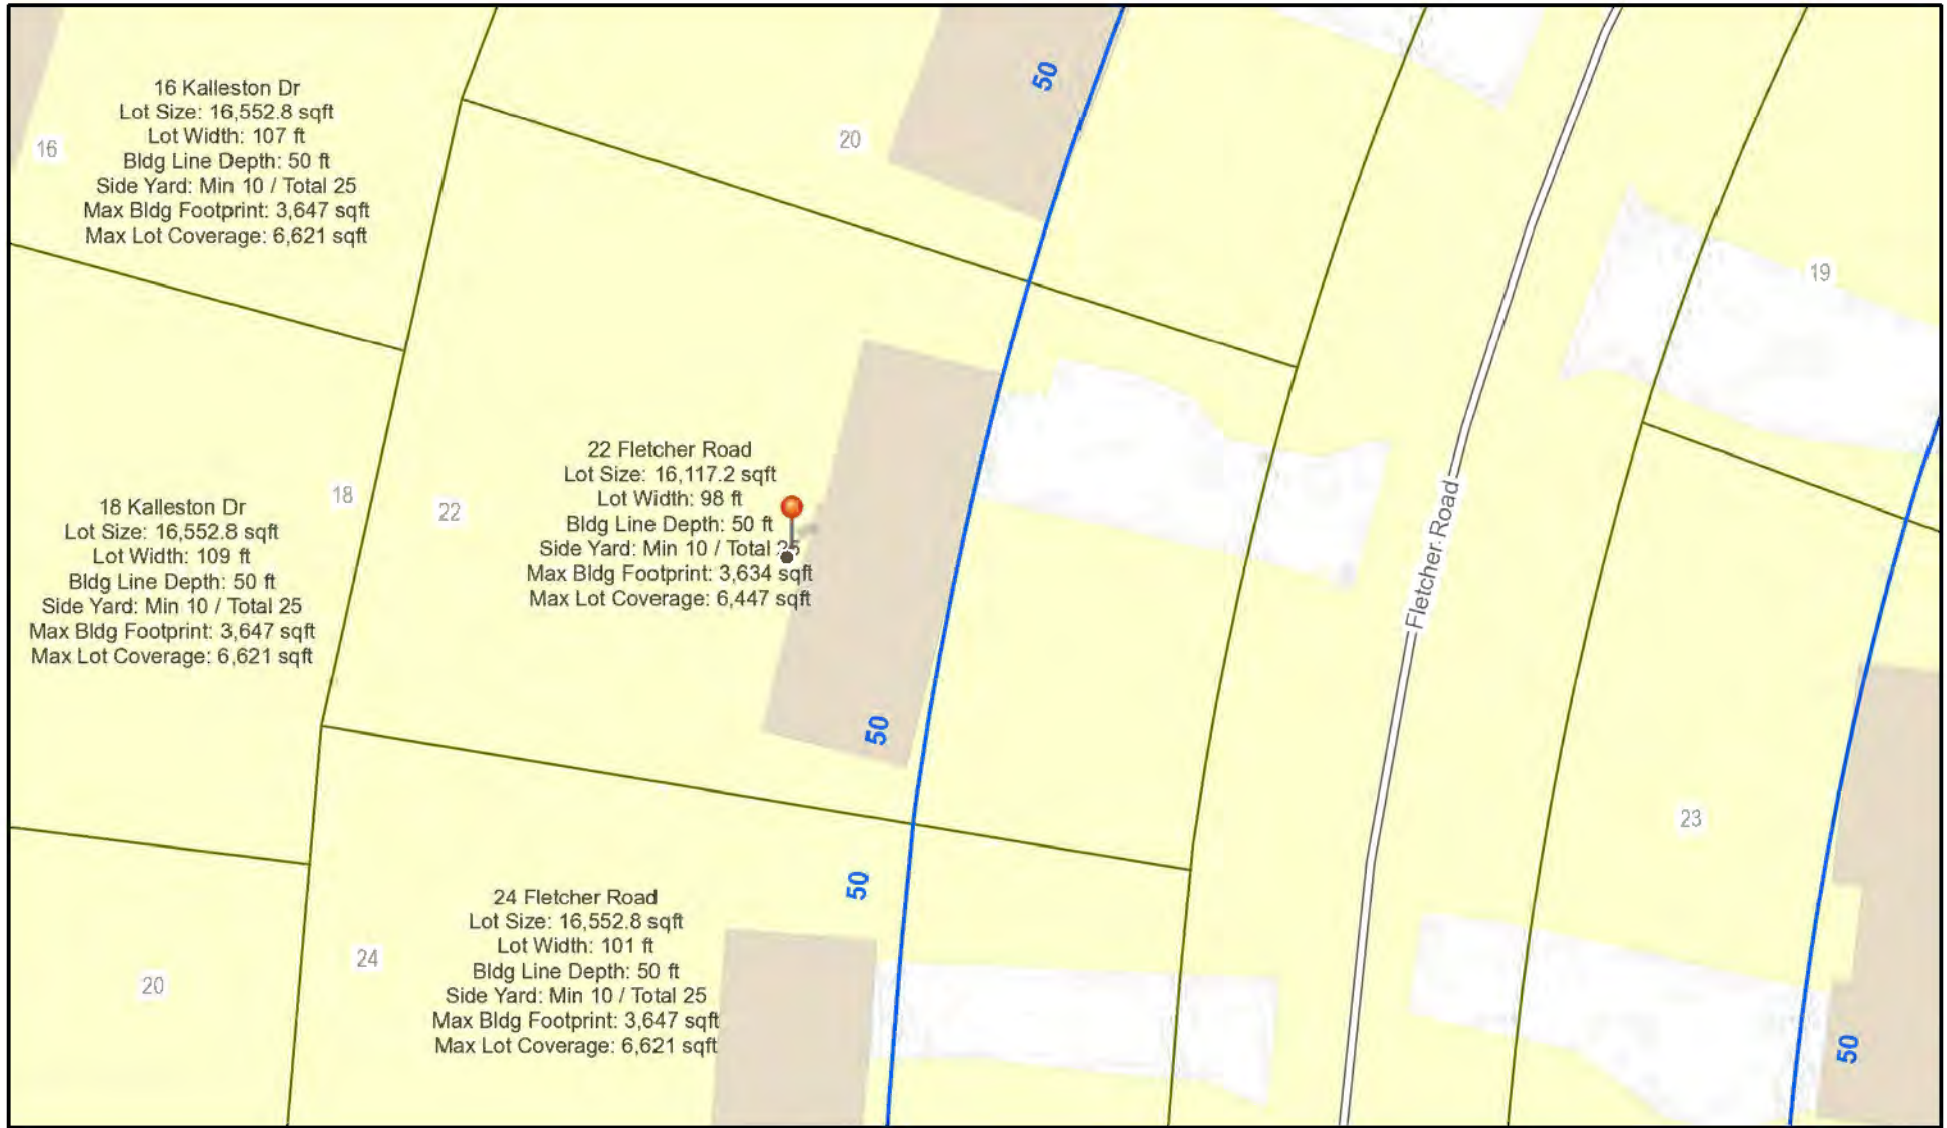 16 Kalleston Dr
Lot Size: 16,552.8 sqft
Lot Width: 107 ft
Bldg Line Depth: 50 ft
Side Yard: Min 10 / Total 25
Max Bldg Footprint: 3,647 sqft
Max Lot Coverage: 6,621 sqft
16
20
50
19
22 Fletcher Road
Lot Size: 16,117.2 sqft
Lot Width: 98 ft
Bldg Line Depth: 50 ft
Side Yard: Min 10 / Total 25
Max Bldg Footprint: 3,634 sqft
Max Lot Coverage: 6,447 sqft
18
22
18 Kalleston Dr
Lot Size: 16,552.8 sqft
Lot Width: 109 ft
Bldg Line Depth: 50 ft
Side Yard: Min 10 / Total 25
Max Bldg Footprint: 3,647 sqft
Max Lot Coverage: 6,621 sqft
Fletcher Road
50
23
50
24 Fletcher Road
Lot Size: 16,552.8 sqft
Lot Width: 101 ft
Bldg Line Depth: 50 ft
Side Yard: Min 10 / Total 25
Max Bldg Footprint: 3,647 sqft
Max Lot Coverage: 6,621 sqft
24
20
50